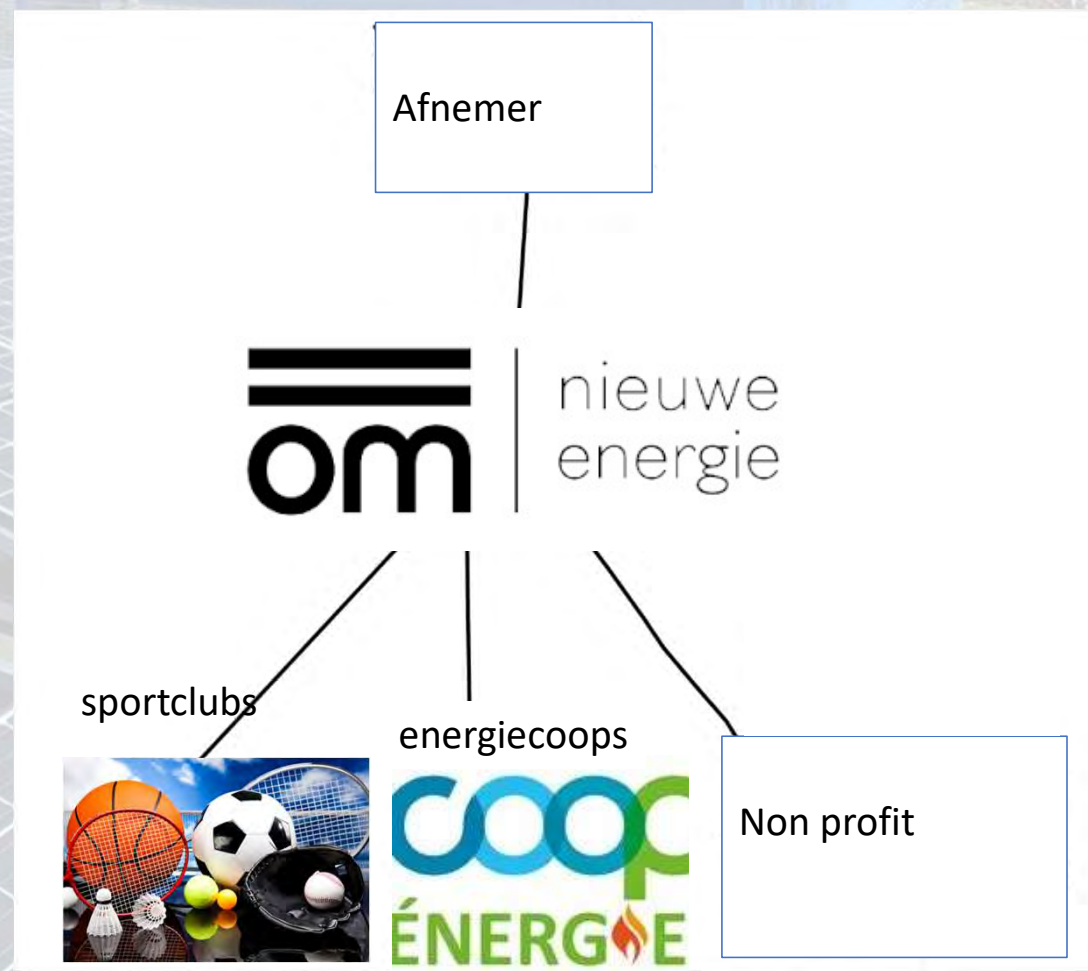 Afnemer
om
nieuwe
energie
sportclubs
energiecoops
coop
ÉNERGIE
Non profit